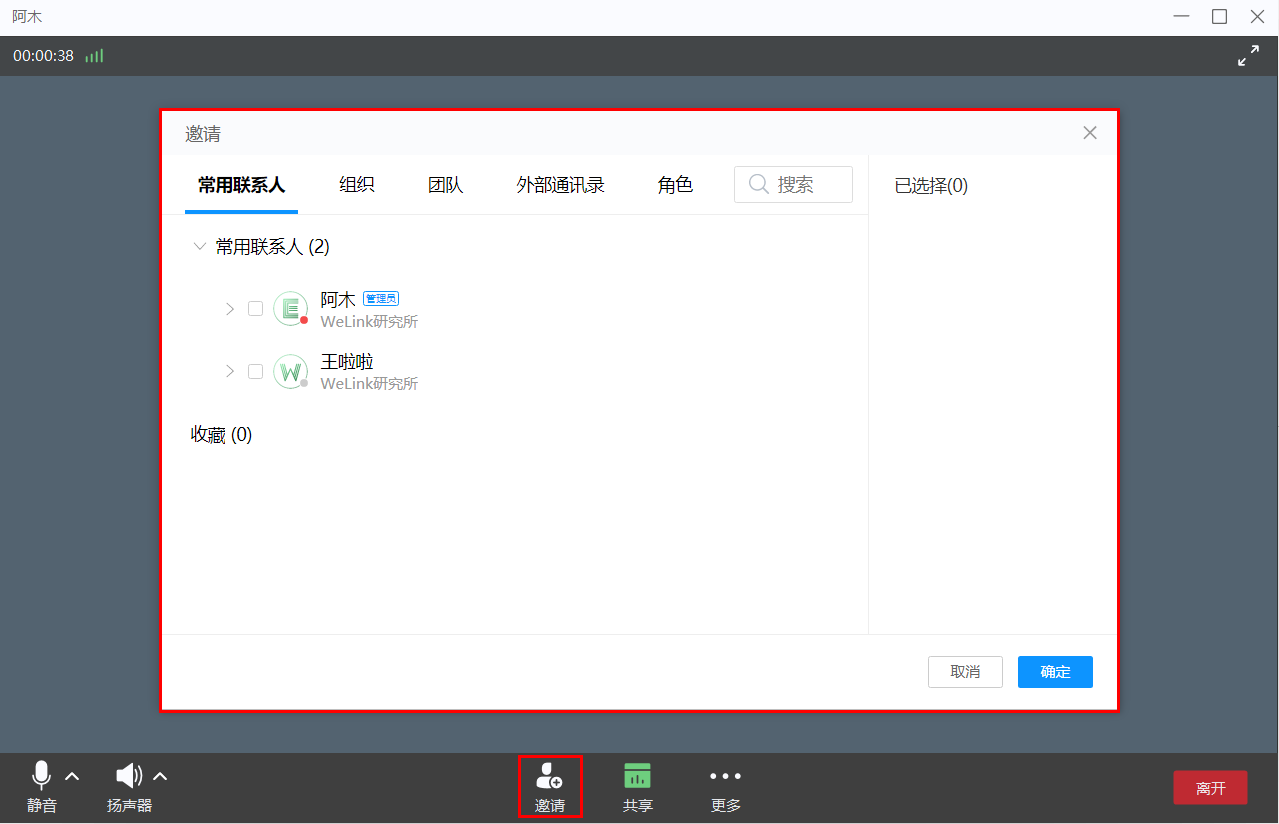 阿木
00:00:38
邀请
常用联系人 组织 团队 外部通讯录 角色 搜索 已选择(0)
常用联系人 (2)
阿木 管理员
WeLink研究所
王啦啦
WeLink研究所
收藏 (0)
取消 确定
静音 扬声器 邀请 共享 更多 离开